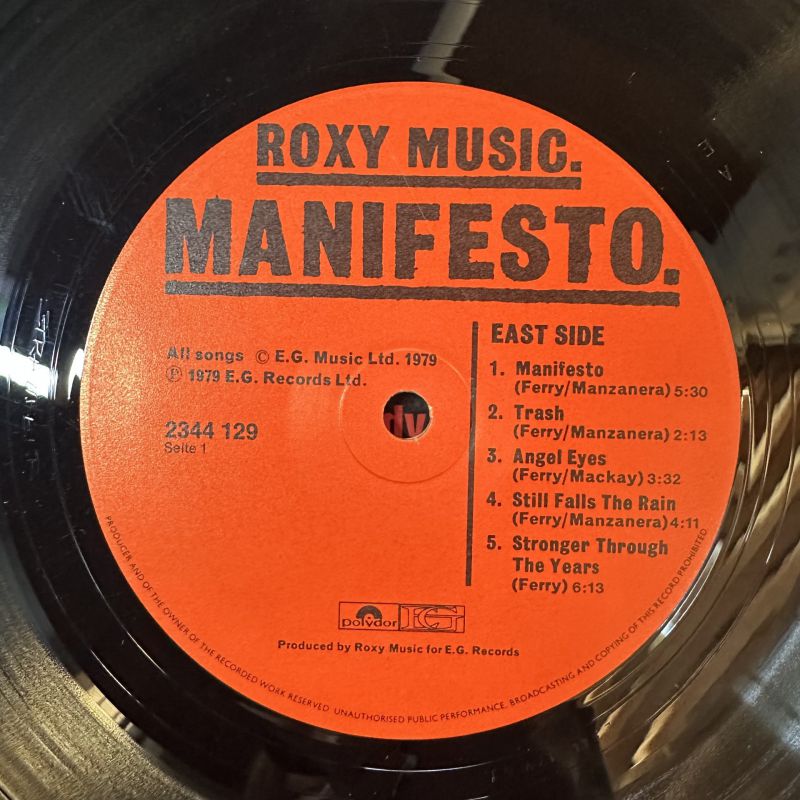 ROXY MUSIC.
MANIFESTO.
All songs © E.G. Music Ltd. 1979
℗ 1979 E.G. Records Ltd.
2344 129
Seite 1
EAST SIDE
1. Manifesto
(Ferry/Manzanera) 5:30
2. Trash
(Ferry/Manzanera) 2:13
3. Angel Eyes
(Ferry/Mackay) 3:32
4. Still Falls The Rain
(Ferry/Manzanera) 4:11
5. Stronger Through
The Years
(Ferry) 6:13
dy
polydor EG
Produced by Roxy Music for E.G. Records
PRODUCER AND OF THE OWNER OF THE RECORDED WORK RESERVED UNAUTHORISED PUBLIC PERFORMANCE, BROADCASTING AND COPYING OF THIS RECORD PROHIBITED